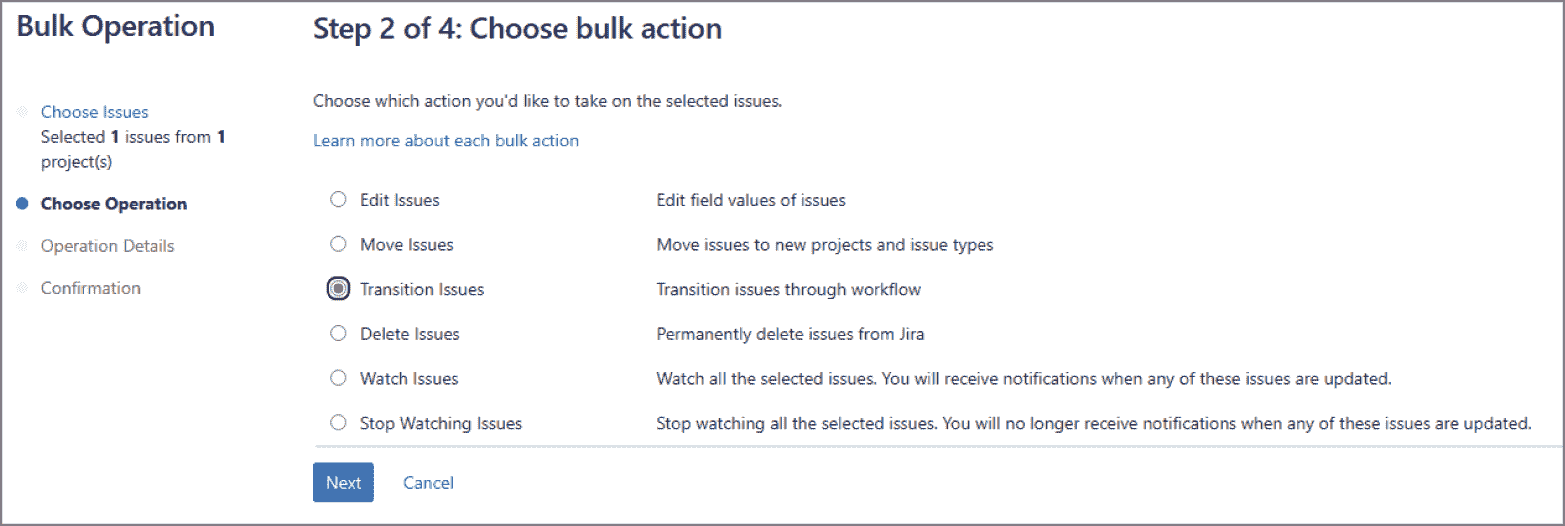 Bulk Operation
Choose Issues
Selected 1 issues from 1
project(s)
Choose Operation
Operation Details
Confirmation
Step 2 of 4: Choose bulk action
Choose which action you'd like to take on the selected issues.
Learn more about each bulk action
Edit Issues Edit field values of issues
Move Issues Move issues to new projects and issue types
Transition Issues Transition issues through workflow
Delete Issues Permanently delete issues from Jira
Watch Issues Watch all the selected issues. You will receive notifications when any of these issues are updated.
Stop Watching Issues Stop watching all the selected issues. You will no longer receive notifications when any of these issues are updated.
Next Cancel